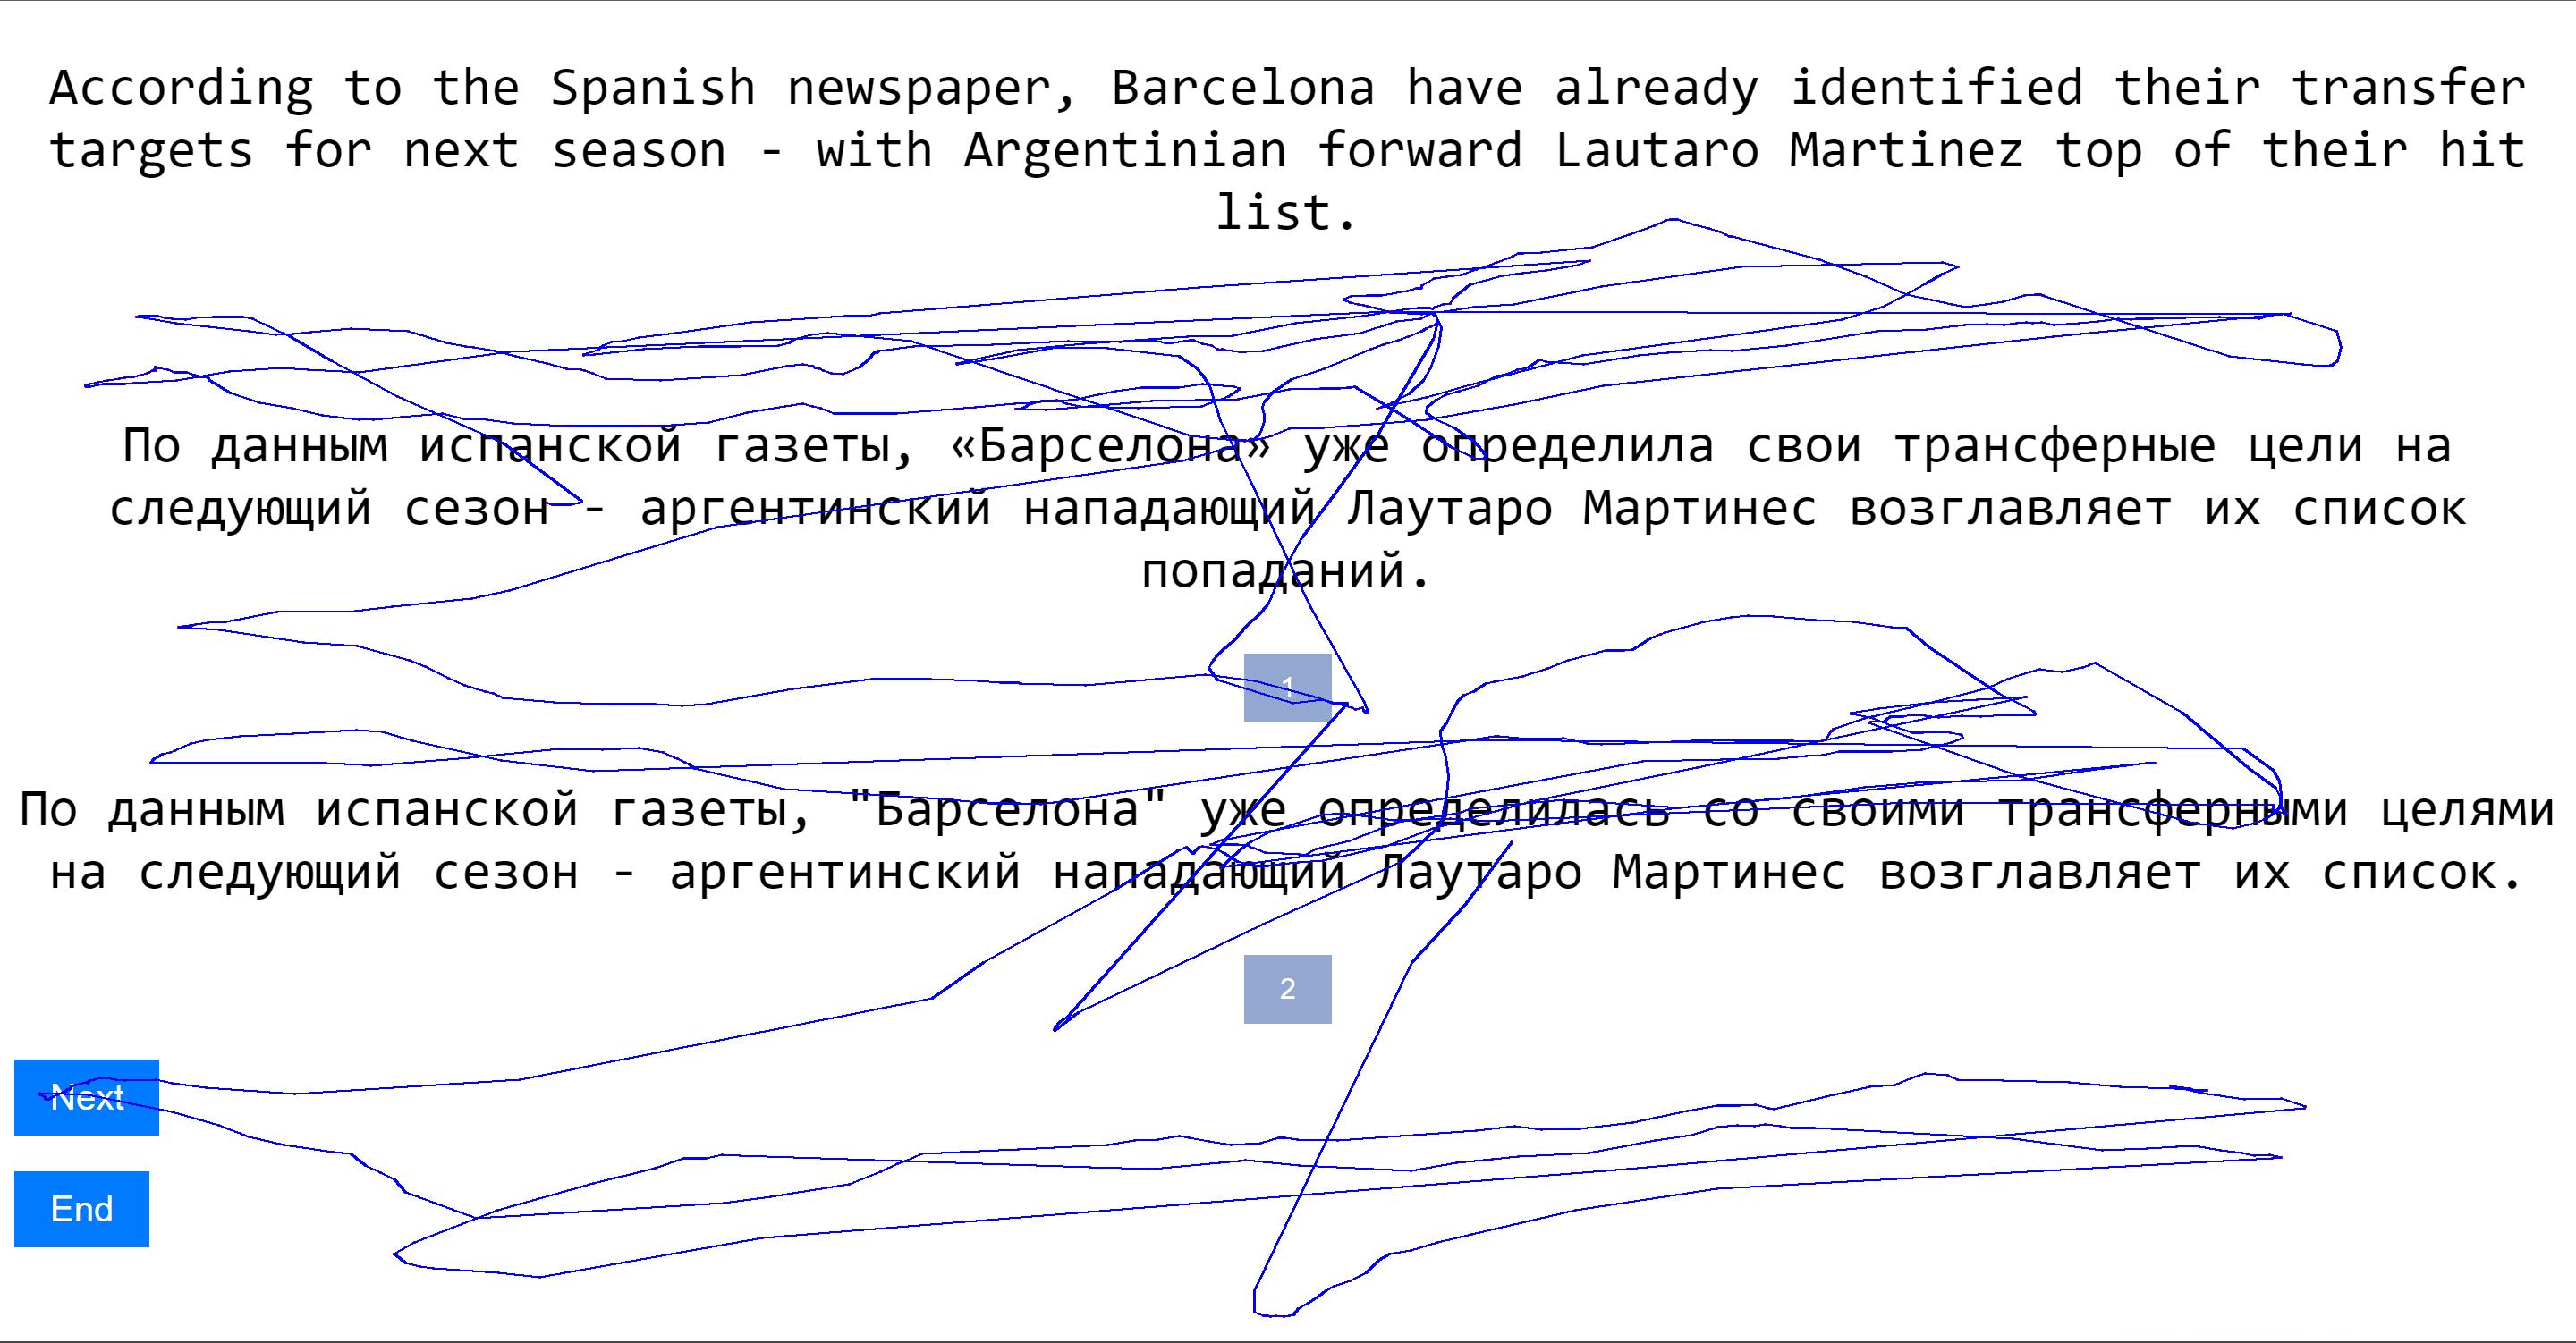 According to the Spanish newspaper, Barcelona have already identified their transfer
targets for next season - with Argentinian forward Lautaro Martinez top of their hit
list.
По данным испанской газеты, «Барселона» уже определила свои трансферные цели на
следующий сезон - аргентинский нападающий Лаутаро Мартинес возглавляет их список
попаданий.
1
По данным испанской газеты, "Барселона" уже определилась со своими трансферными целями
на следующий сезон - аргентинский нападающий Лаутаро Мартинес возглавляет их список.
2
Next
End